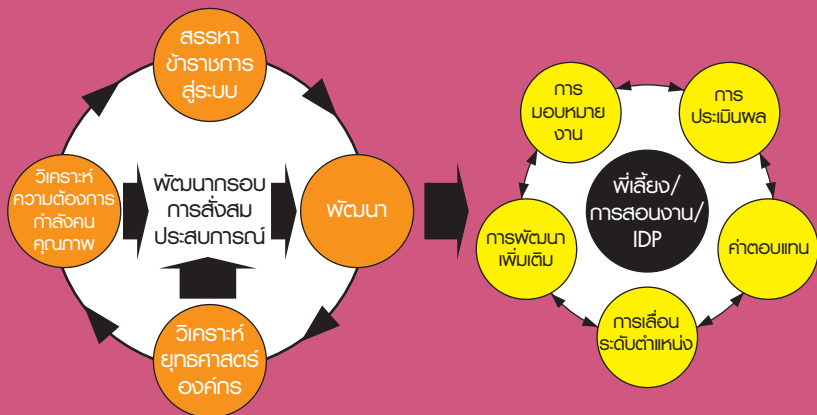 สรรหา
ข้าราชการ
สู่ระบบ
วิเคราะห์
ความต้องการ
กำลังคน
คุณภาพ
พัฒนากรอบ
การสั่งสม
ประสบการณ์
พัฒนา
วิเคราะห์
ยุทธศาสตร์
องค์กร
การ
มอบหมาย
งาน
การ
ประเมินผล
พี่เลี้ยง/
การสอนงาน/
IDP
การพัฒนา
เพิ่มเติม
ค่าตอบแทน
การเลื่อน
ระดับตำแหน่ง